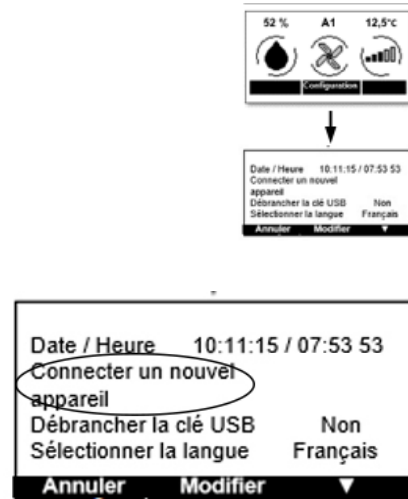 52 % A1 12,5°c
Configuration
Date / Heure 10:11:15 / 07:53 53
Connecter un nouvel
appareil
Débrancher la clé USB Non
Sélectionner la langue Français
Annuler Modifier ▼
Date / Heure 10:11:15 / 07:53 53
Connecter un nouvel
appareil
Débrancher la clé USB Non
Sélectionner la langue Français
Annuler Modifier ▼